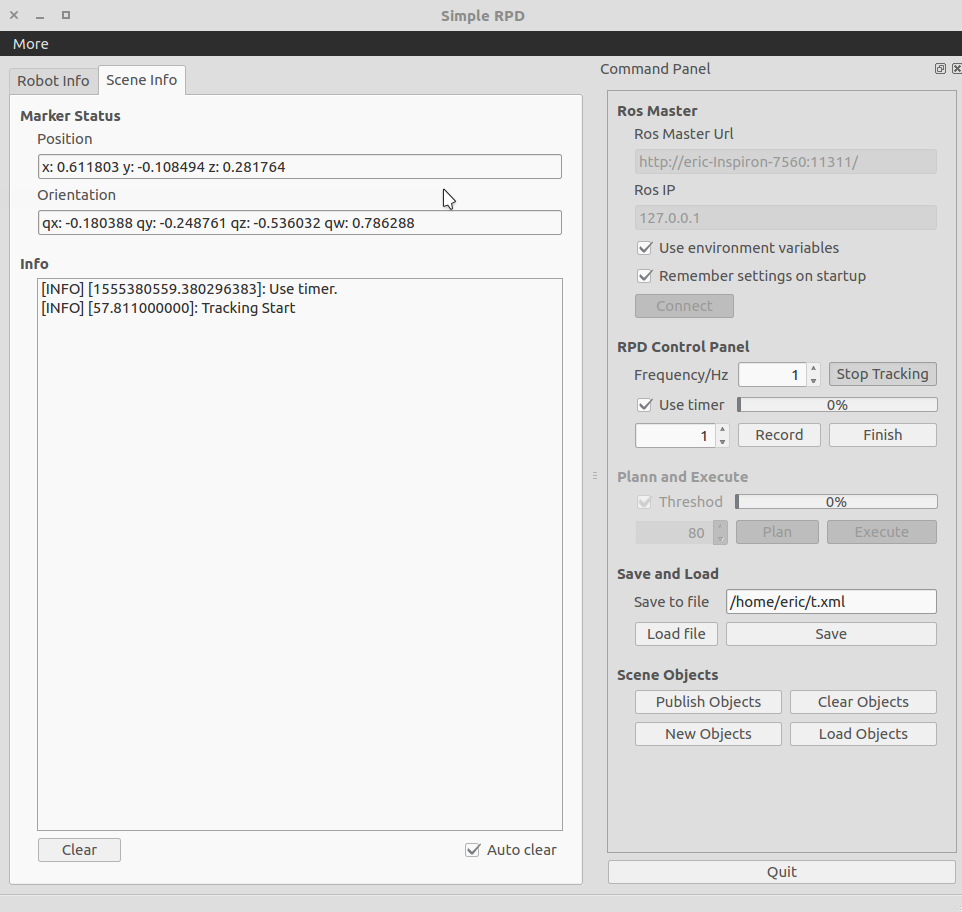 Simple RPD
More
Robot Info
Scene Info
Marker Status
Position
x: 0.611803 y: -0.108494 z: 0.281764
Orientation
qx: -0.180388 qy: -0.248761 qz: -0.536032 qw: 0.786288
Info
[INFO] [1555380559.380296383]: Use timer.
[INFO] [57.811000000]: Tracking Start
Clear
Auto clear
Command Panel
Ros Master
Ros Master Url
http://eric-Inspiron-7560:11311/
Ros IP
127.0.0.1
Use environment variables
Remember settings on startup
Connect
RPD Control Panel
Frequency/Hz 1 Stop Tracking
Use timer 0%
1 Record Finish
Plann and Execute
Threshod 0%
80 Plan Execute
Save and Load
Save to file /home/eric/t.xml
Load file Save
Scene Objects
Publish Objects Clear Objects
New Objects Load Objects
Quit